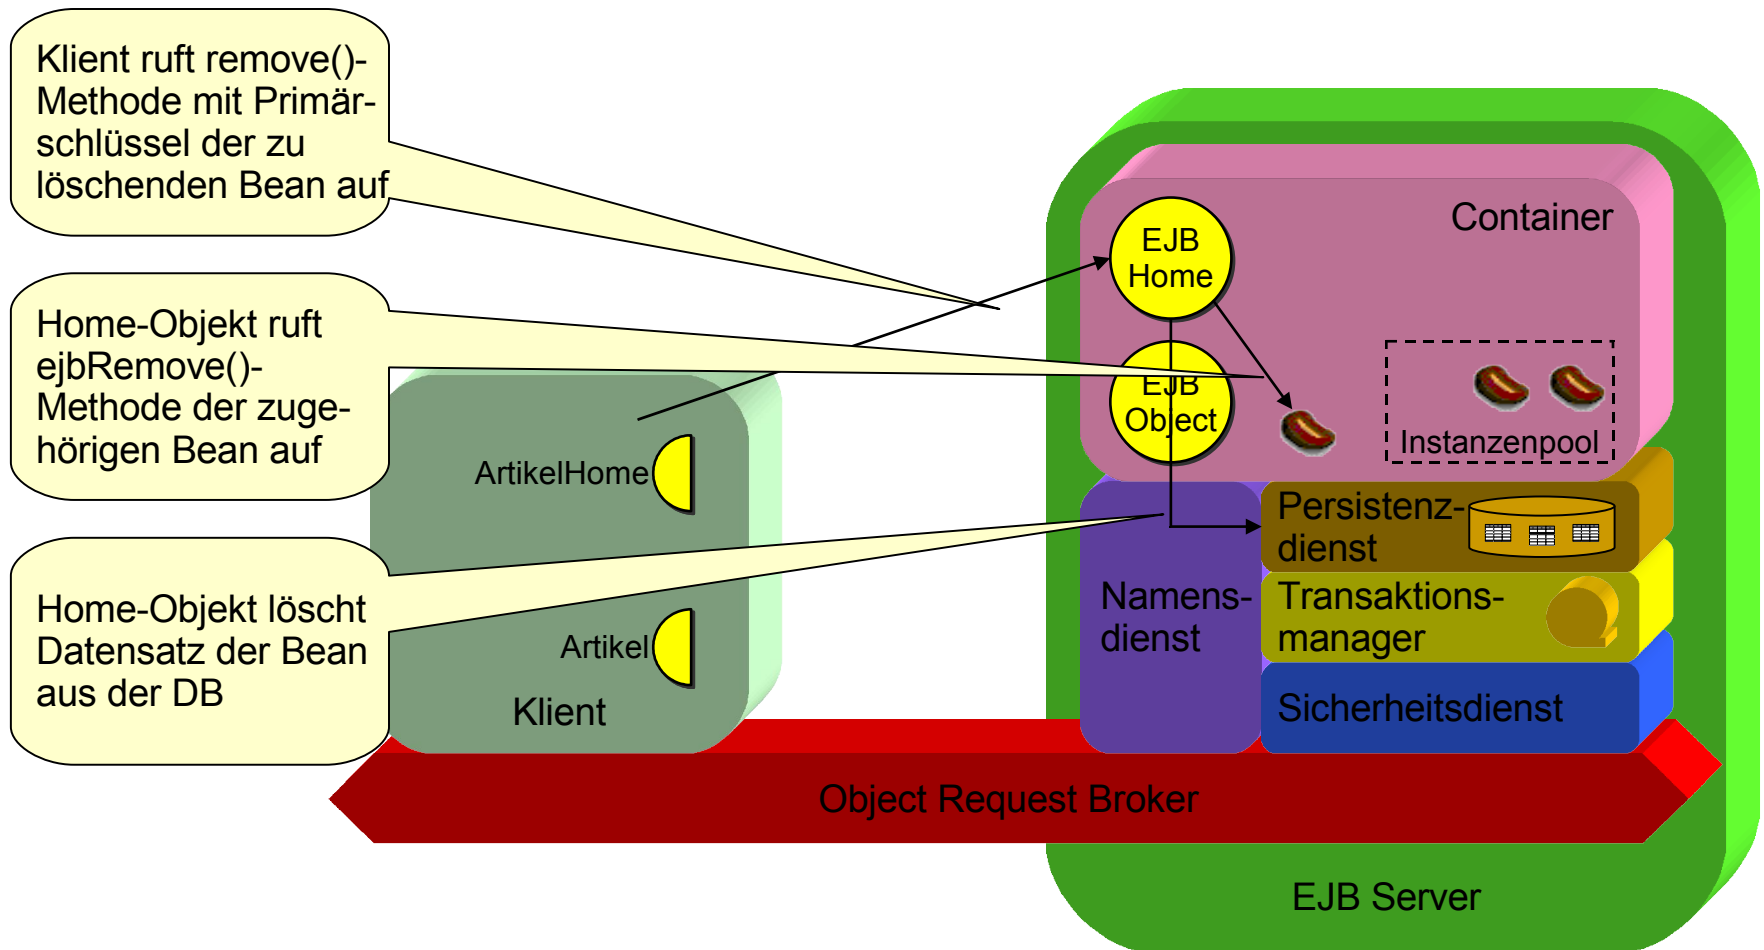 Klient ruft remove()-
Methode mit Primär-
schlüssel der zu
löschenden Bean auf
Home-Objekt ruft
ejbRemove()-
Methode der zuge-
hörigen Bean auf
Home-Objekt löscht
Datensatz der Bean
aus der DB
ArtikelHome
Artikel
Klient
Container
EJB
Home
EJB
Object
Instanzenpool
Namens-
dienst
Persistenz-
dienst
Transaktions-
manager
Sicherheitsdienst
Object Request Broker
EJB Server